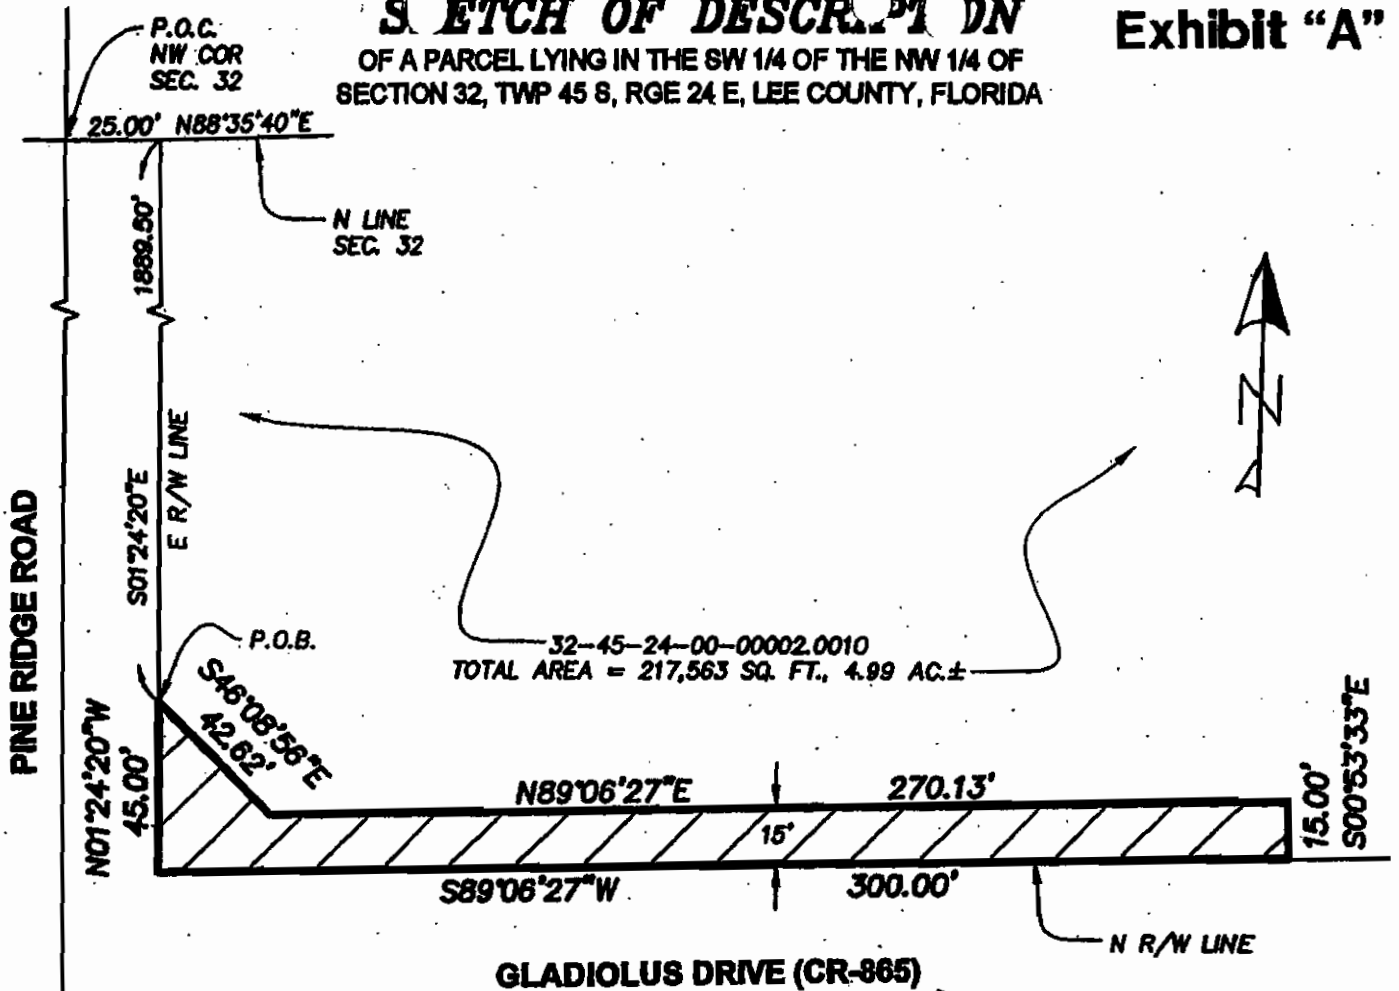 OF DESCRIPTION
Exhibit “A”
OF A PARCEL LYING IN THE SW 1/4 OF THE NW 1/4 OF
SECTION 32, TWP 45 S, RGE 24 E, LEE COUNTY, FLORIDA
P.O.C.
NW COR
SEC. 32
25.00' N88°35'40"E
N LINE
SEC. 32
1889.50'
S01°24'20"E
E R/W LINE
N
PINE RIDGE ROAD
P.O.B.
32-45-24-00-00002.0010
TOTAL AREA = 217,563 SQ. FT., 4.99 AC.±
S46°08'56"E
42.62'
N01°24'20"W
45.00'
N89°06'27"E 270.13'
15'
15.00'
S00°53'33"E
S89°06'27"W 300.00'
N R/W LINE
GLADIOLUS DRIVE (CR-865)